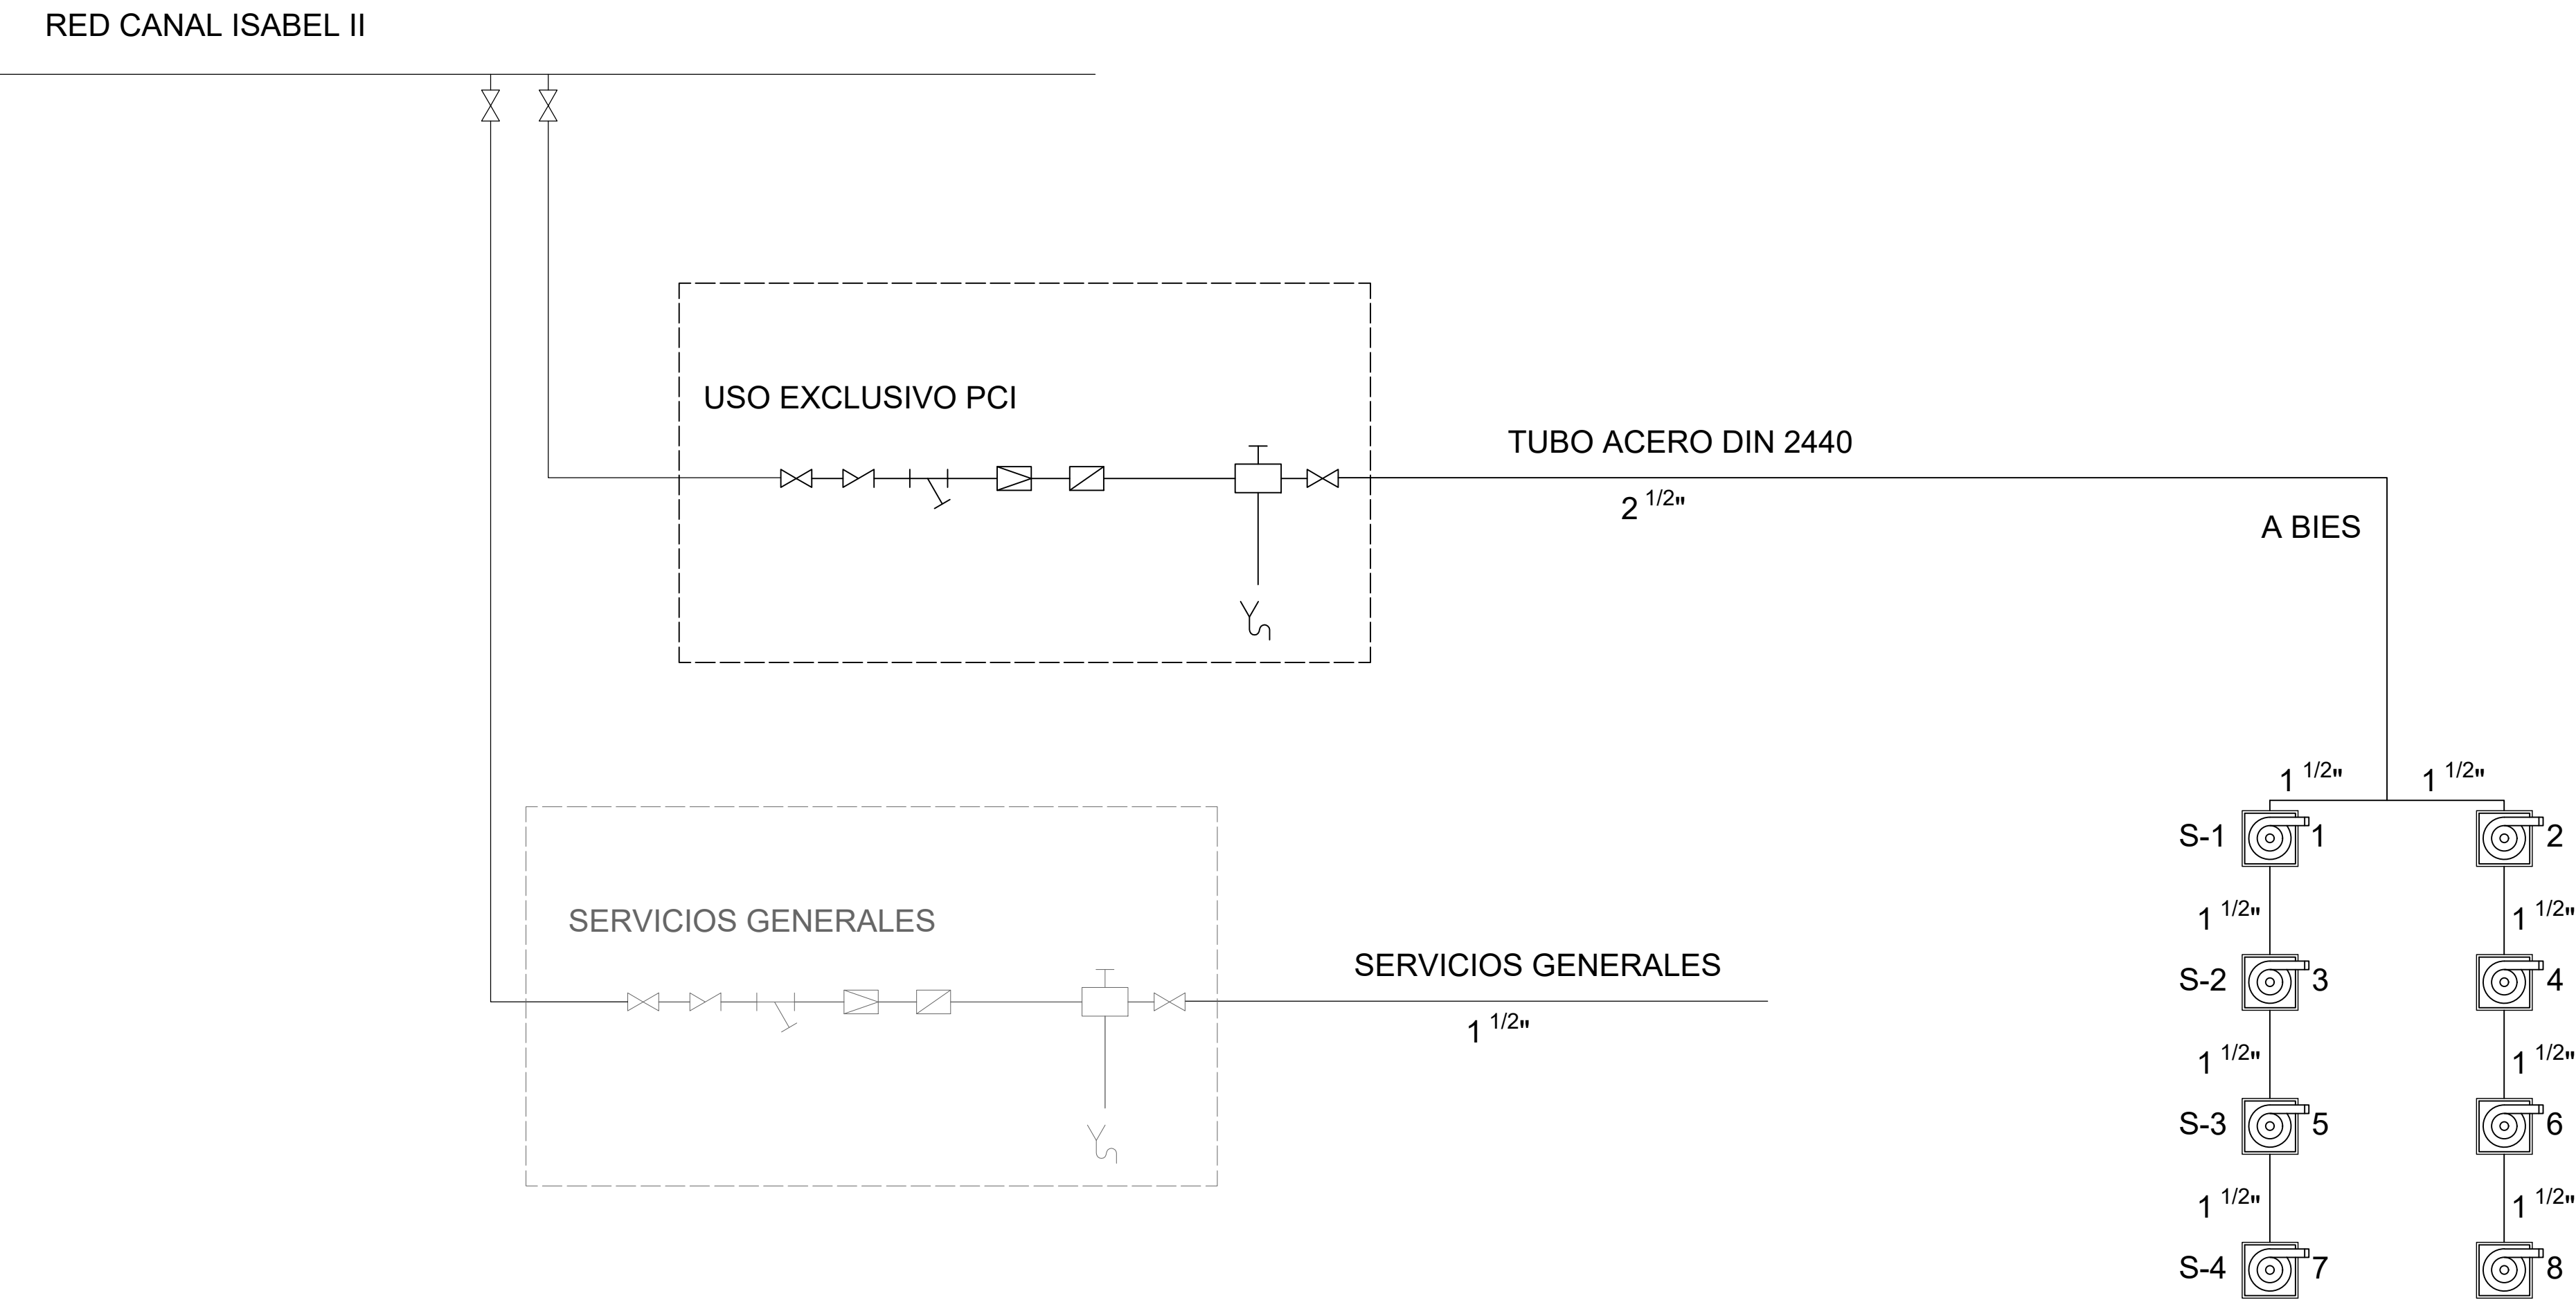 RED CANAL ISABEL II
USO EXCLUSIVO PCI
TUBO ACERO DIN 2440
2 1/2"
A BIES
1 1/2" 1 1/2"
S-1 1 2
1 1/2" 1 1/2"
S-2 3 4
1 1/2" 1 1/2"
S-3 5 6
1 1/2" 1 1/2"
S-4 7 8
SERVICIOS GENERALES
SERVICIOS GENERALES
1 1/2"